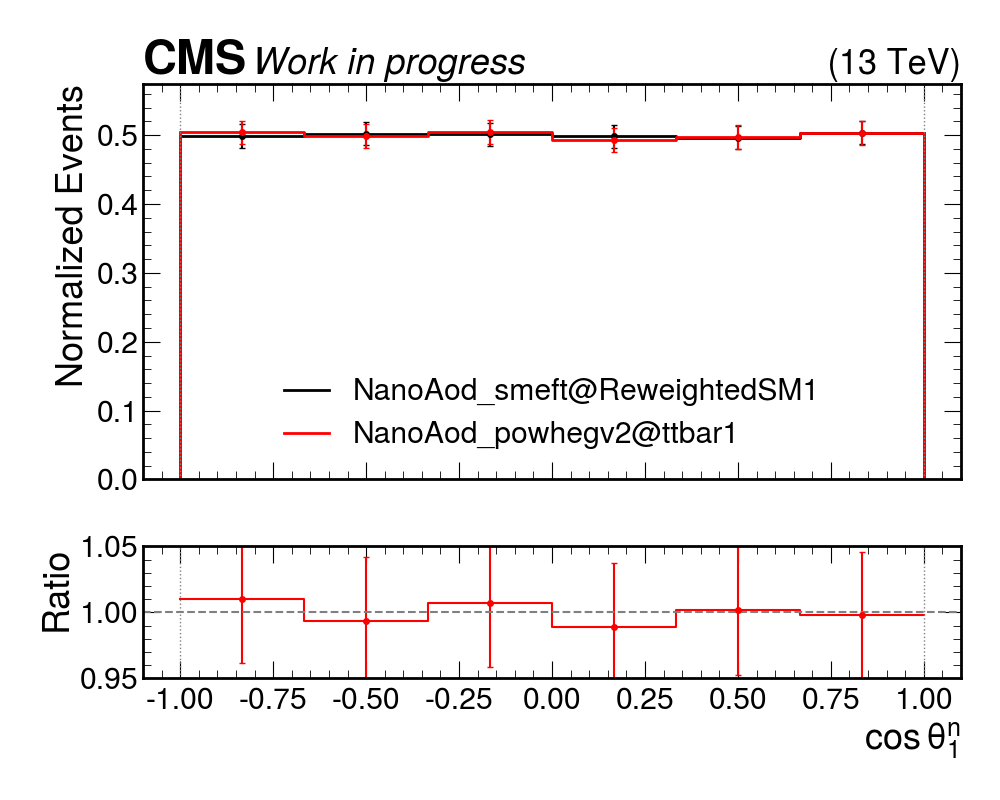 CMS Work in progress (13 TeV)
Normalized Events
0.5
0.4
0.3
0.2
0.1
0.0
NanoAod_smeft@ReweightedSM1
NanoAod_powhegv2@ttbar1
Ratio
1.05
1.00
0.95
-1.00 -0.75 -0.50 -0.25 0.00 0.25 0.50 0.75 1.00
cos θ₁ⁿ